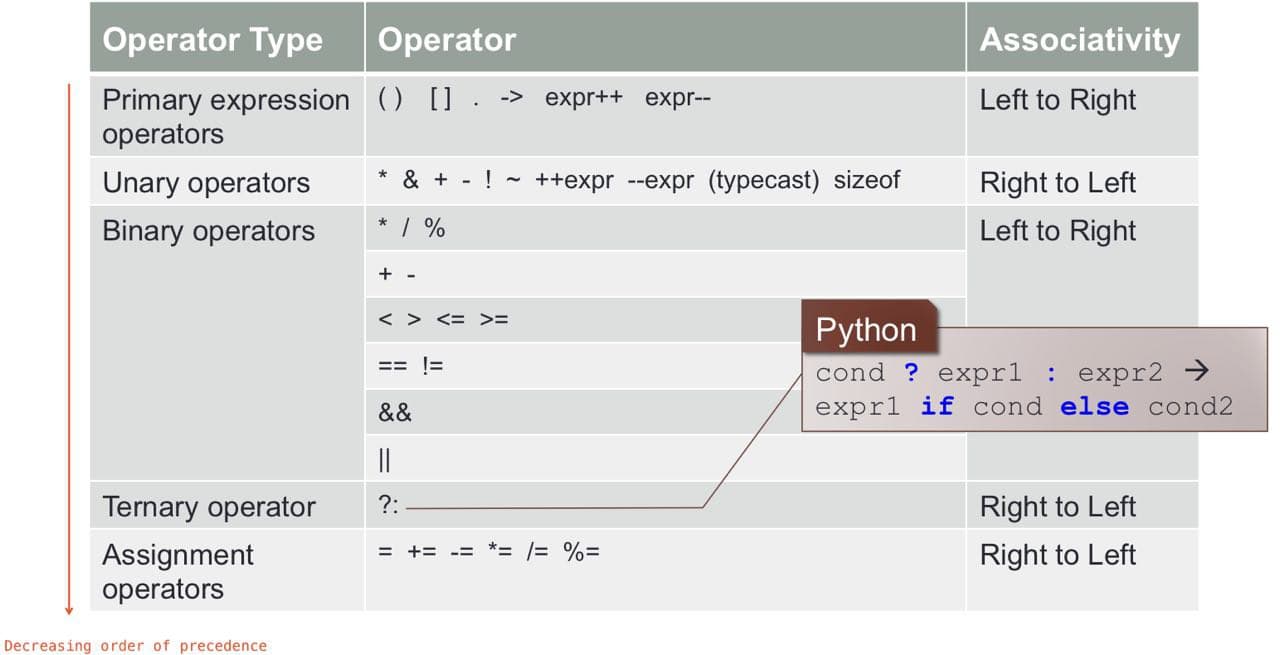 Operator Type Operator Associativity
Primary expression ( ) [ ] . -> expr++ expr-- Left to Right
operators
Unary operators * & + - ! ~ ++expr --expr (typecast) sizeof Right to Left
Binary operators * / % Left to Right
+ -
< > <= >=
== !=
&&
||
Python
cond ? expr1 : expr2 →
expr1 if cond else cond2
Ternary operator ?: Right to Left
Assignment = += -= *= /= %= Right to Left
operators
Decreasing order of precedence